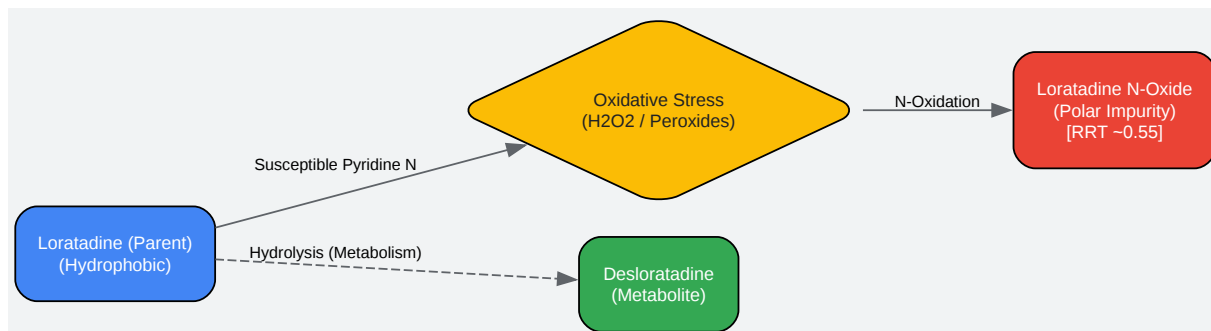 Oxidative Stress
(H2O2 / Peroxides)
N-Oxidation
Loratadine N-Oxide
(Polar Impurity)
[RRT ~0.55]
Susceptible Pyridine N
Loratadine (Parent)
(Hydrophobic)
Hydrolysis (Metabolism)
Desloratadine
(Metabolite)